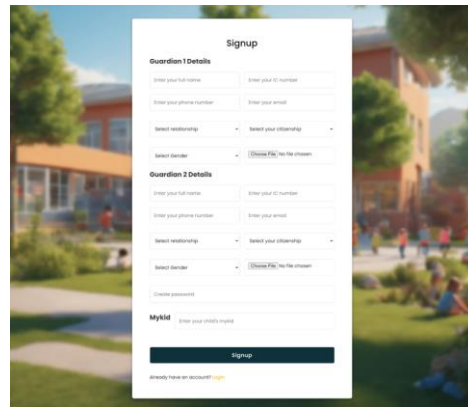 Signup
Guardian 1 Details
Enter your full name Enter your IC number
Enter your phone number Enter your email
Select relationship Select your citizenship
Select Gender Choose File No file chosen
Guardian 2 Details
Enter your full name Enter your IC number
Enter your phone number Enter your email
Select relationship Select your citizenship
Select Gender Choose File No file chosen
Create password
Mykid Enter your child's mykid
Signup
Already have an account? Login